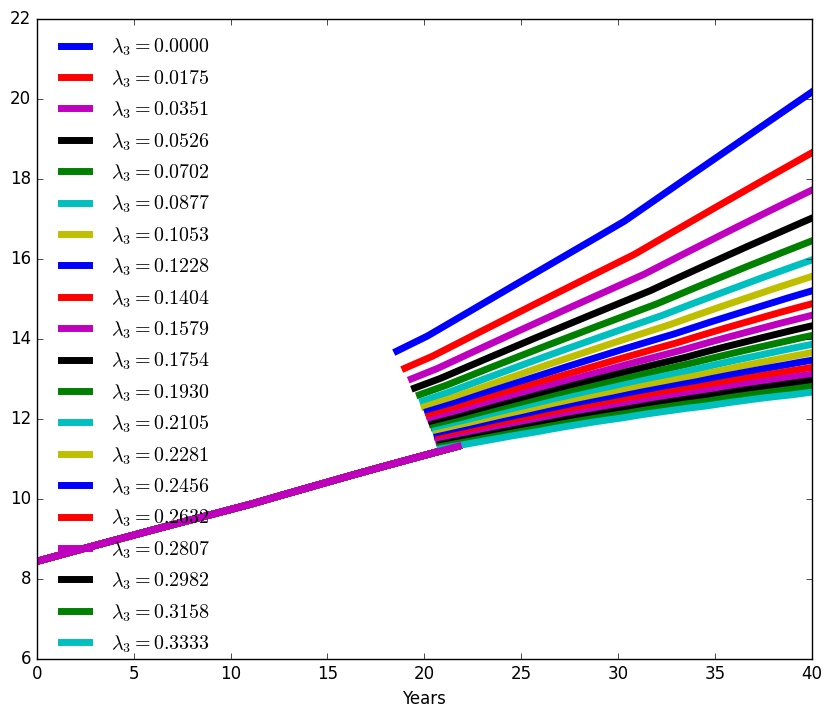 22
20
18
16
14
12
10
8
6
λ₃ = 0.0000
λ₃ = 0.0175
λ₃ = 0.0351
λ₃ = 0.0526
λ₃ = 0.0702
λ₃ = 0.0877
λ₃ = 0.1053
λ₃ = 0.1228
λ₃ = 0.1404
λ₃ = 0.1579
λ₃ = 0.1754
λ₃ = 0.1930
λ₃ = 0.2105
λ₃ = 0.2281
λ₃ = 0.2456
λ₃ = 0.2632
λ₃ = 0.2807
λ₃ = 0.2982
λ₃ = 0.3158
λ₃ = 0.3333
0 5 10 15 20 25 30 35 40
Years